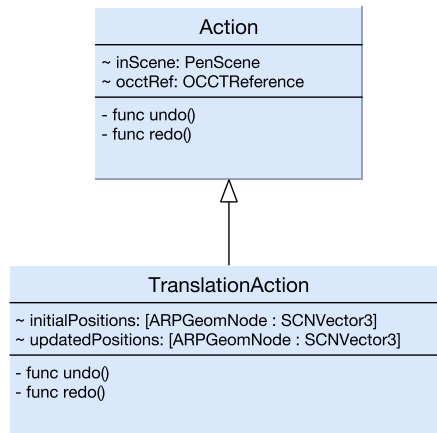 Action
~ inScene: PenScene
~ occtRef: OCCTReference
- func undo()
- func redo()
TranslationAction
~ initialPositions: [ARPGeomNode : SCNVector3]
~ updatedPositions: [ARPGeomNode : SCNVector3]
- func undo()
- func redo()